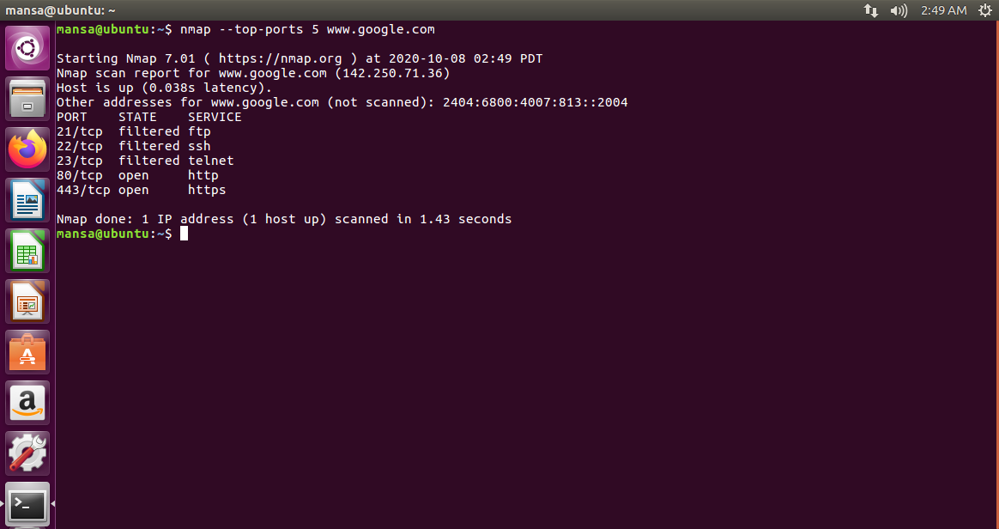 mansa@ubuntu: ~
2:49 AM
mansa@ubuntu:~$ nmap --top-ports 5 www.google.com
Starting Nmap 7.01 ( https://nmap.org ) at 2020-10-08 02:49 PDT
Nmap scan report for www.google.com (142.250.71.36)
Host is up (0.038s latency).
Other addresses for www.google.com (not scanned): 2404:6800:4007:813::2004
PORT    STATE    SERVICE
21/tcp  filtered ftp
22/tcp  filtered ssh
23/tcp  filtered telnet
80/tcp  open     http
443/tcp open     https
Nmap done: 1 IP address (1 host up) scanned in 1.43 seconds
mansa@ubuntu:~$